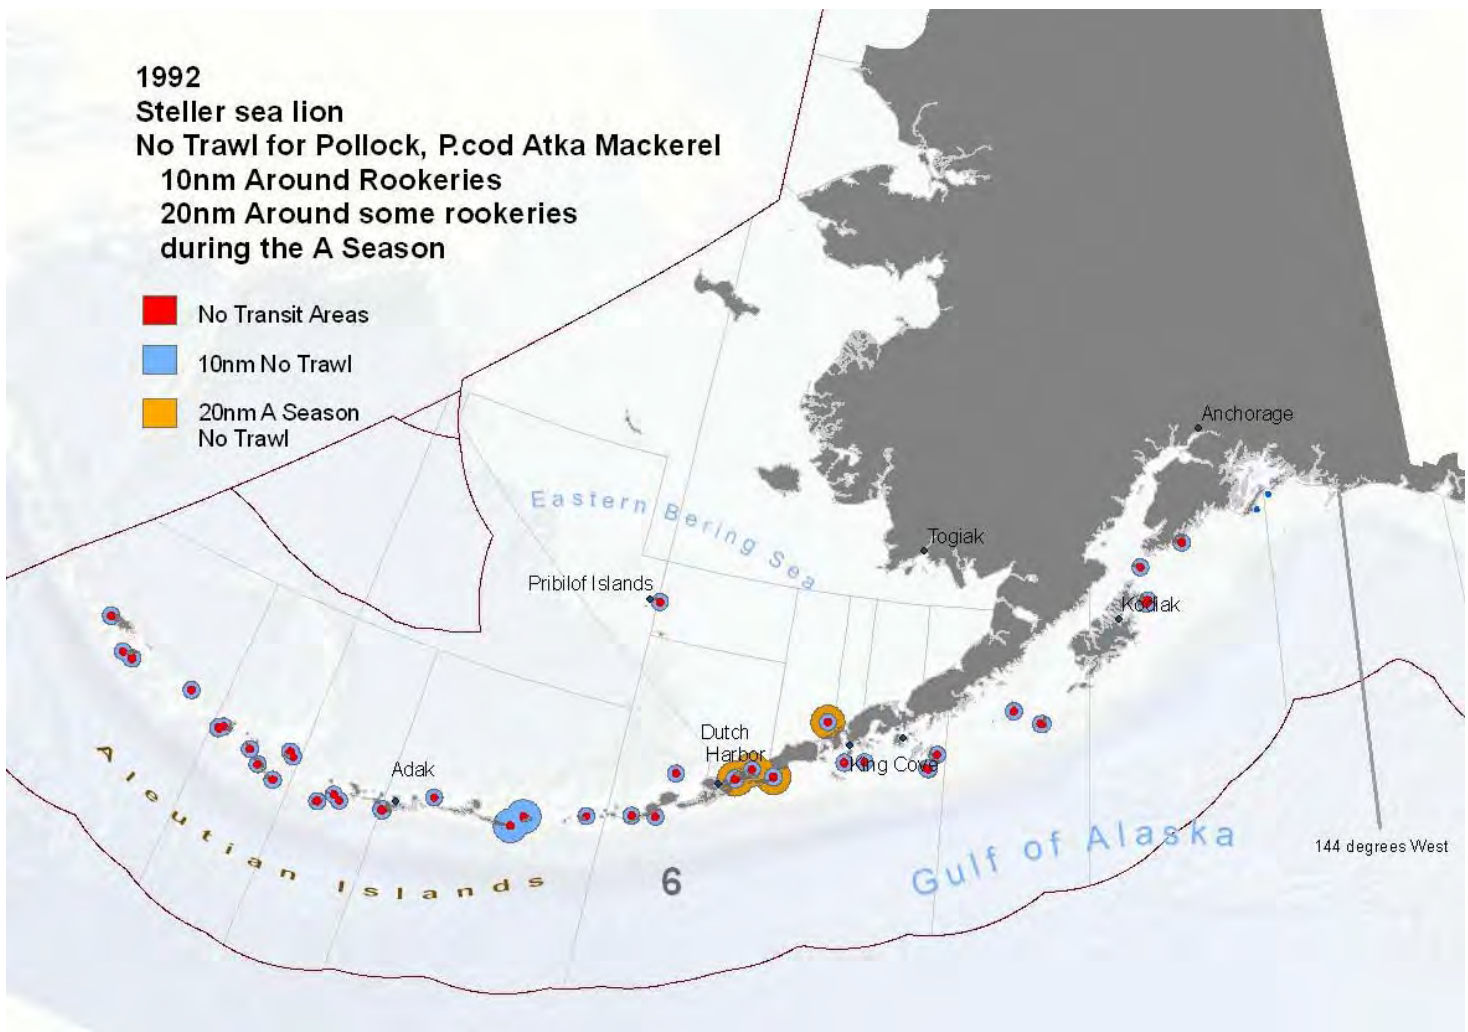 1992
Steller sea lion
No Trawl for Pollock, P.cod Atka Mackerel
10nm Around Rookeries
20nm Around some rookeries
during the A Season
No Transit Areas
10nm No Trawl
20nm A Season
No Trawl
Anchorage
Eastern Bering Sea
Togiak
Pribilof Islands
Kodiak
Dutch
Harbor
Adak
King Cove
Aleutian Islands
Gulf of Alaska
144 degrees West
6